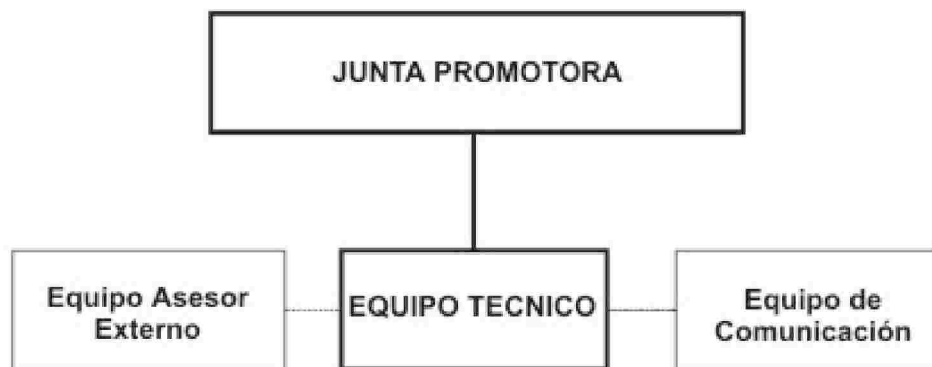 JUNTA PROMOTORA
Equipo Asesor
Externo
EQUIPO TECNICO
Equipo de
Comunicación